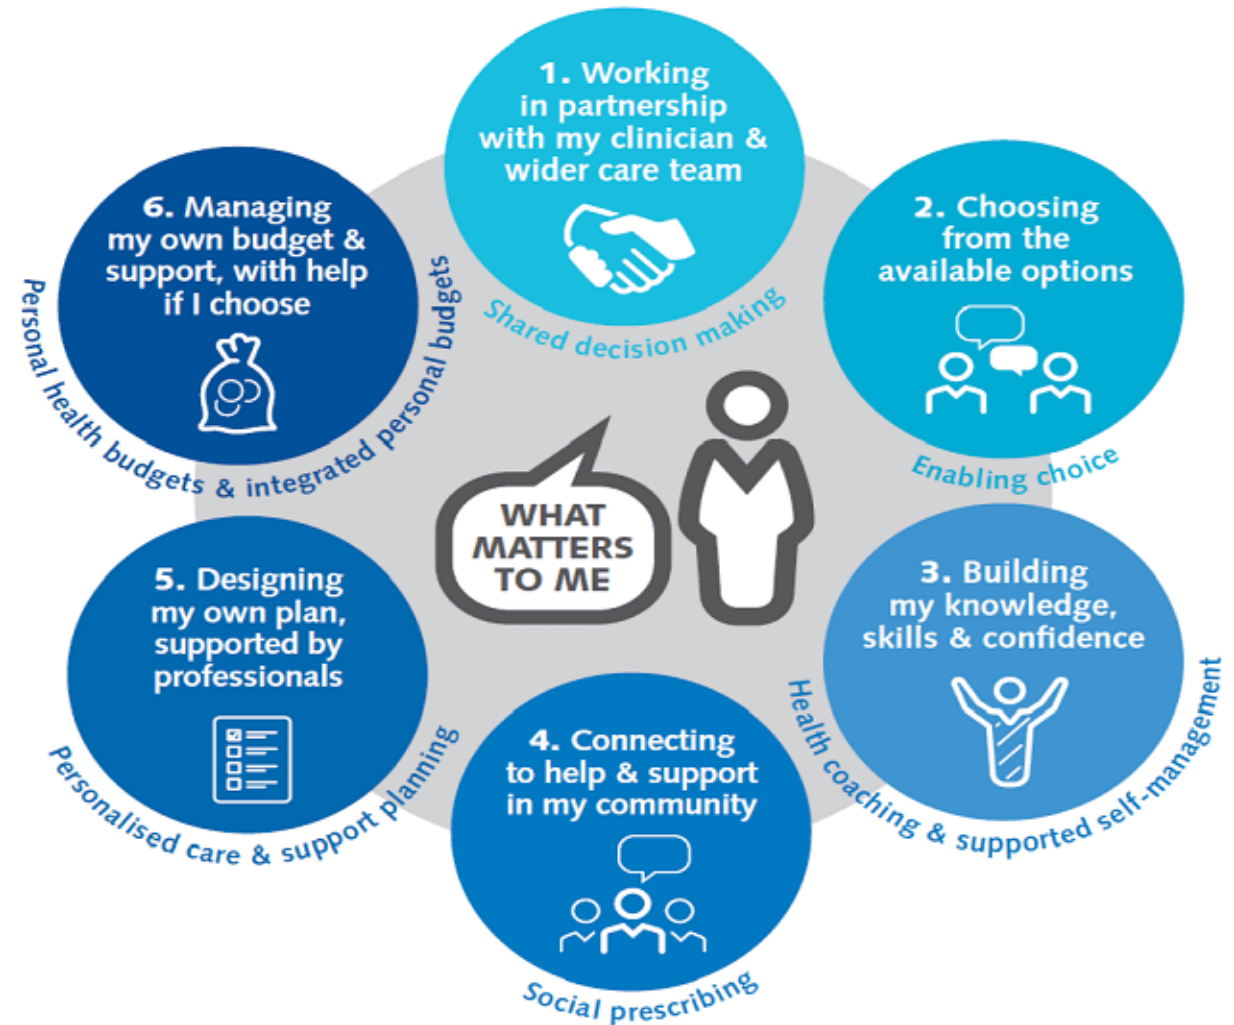 1. Working
in partnership
with my clinician &
wider care team
Shared decision making
2. Choosing
from the
available options
Enabling choice
3. Building
my knowledge,
skills & confidence
Health coaching & supported self-management
4. Connecting
to help & support
in my community
Social prescribing
5. Designing
my own plan,
supported by
professionals
Personalised care & support planning
6. Managing
my own budget &
support, with help
if I choose
Personal health budgets & integrated personal budgets
WHAT
MATTERS
TO ME